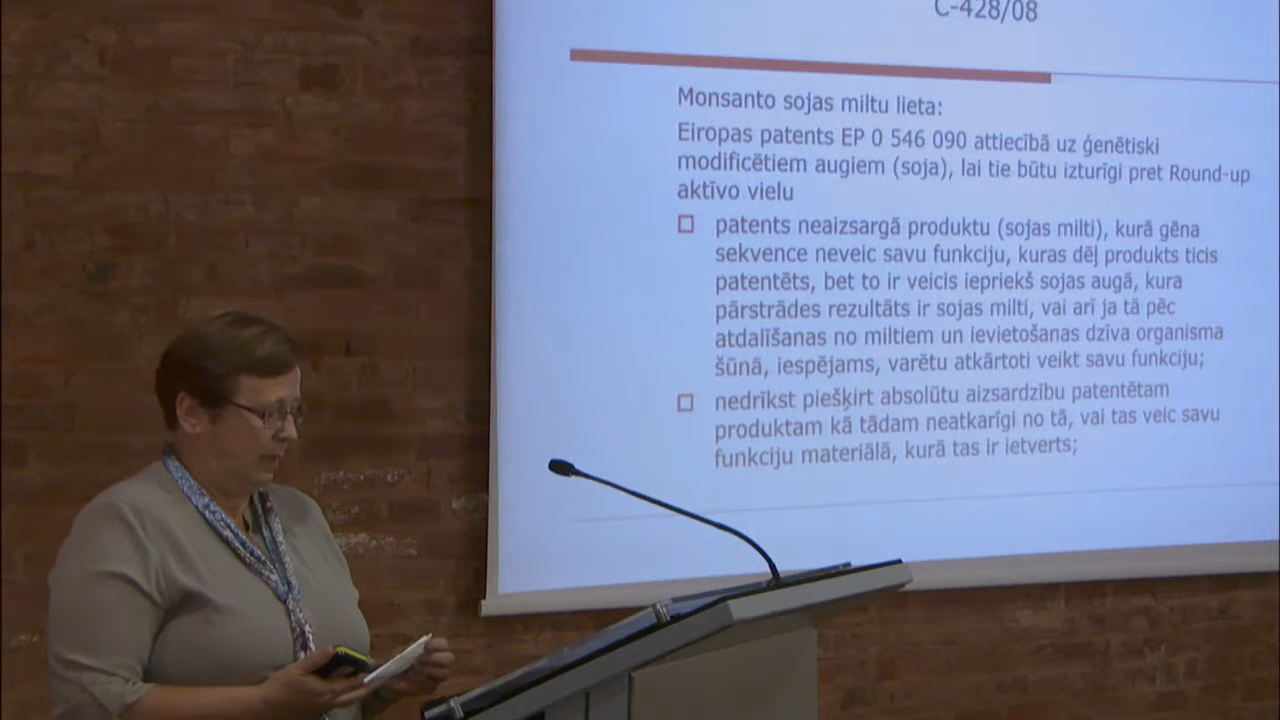 C-428/08
Monsanto sojas miltu lieta:
Eiropas patents EP 0 546 090 attiecībā uz ģenētiski
modificētiem augiem (soja), lai tie būtu izturīgi pret Round-up
aktīvo vielu
patents neaizsargā produktu (sojas milti), kurā gēna
sekvence neveic savu funkciju, kuras dēļ produkts ticis
patentēts, bet to ir veicis iepriekš sojas augā, kura
pārstrādes rezultāts ir sojas milti, vai arī ja tā pēc
atdalīšanas no miltiem un ievietošanas dzīva organisma
šūnā, iespējams, varētu atkārtoti veikt savu funkciju;
nedrīkst piešķirt absolūtu aizsardzību patentētam
produktam kā tādam neatkarīgi no tā, vai tas veic savu
funkciju materiālā, kurā tas ir ietverts;